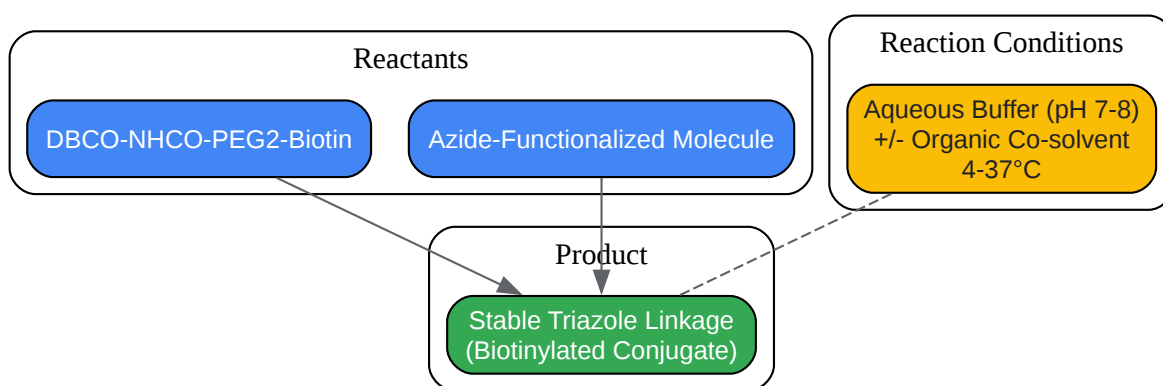 Reactants
DBCO-NHCO-PEG2-Biotin
Azide-Functionalized Molecule
Reaction Conditions
Aqueous Buffer (pH 7-8)
+/- Organic Co-solvent
4-37°C
Product
Stable Triazole Linkage
(Biotinylated Conjugate)